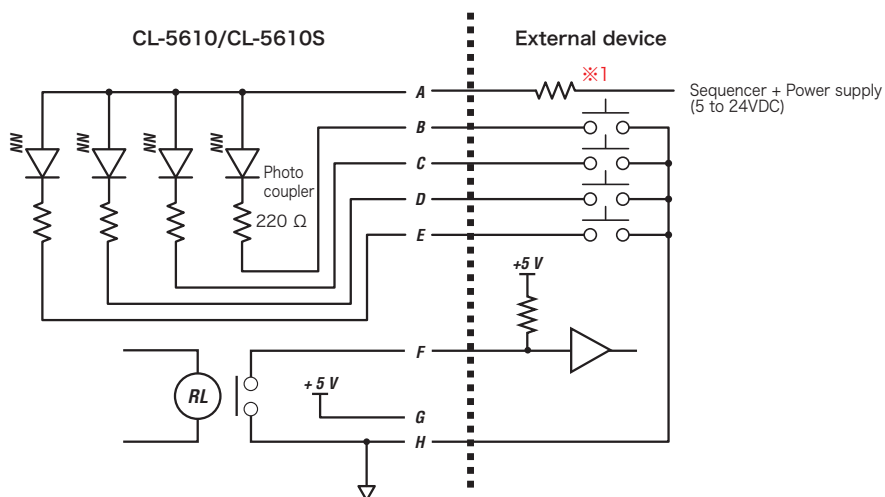 CL-5610/CL-5610S
External device
※1
A
Sequencer + Power supply
(5 to 24VDC)
B
C
Photo
coupler
D
220 Ω
E
+5 V
F
RL
+ 5 V
G
H